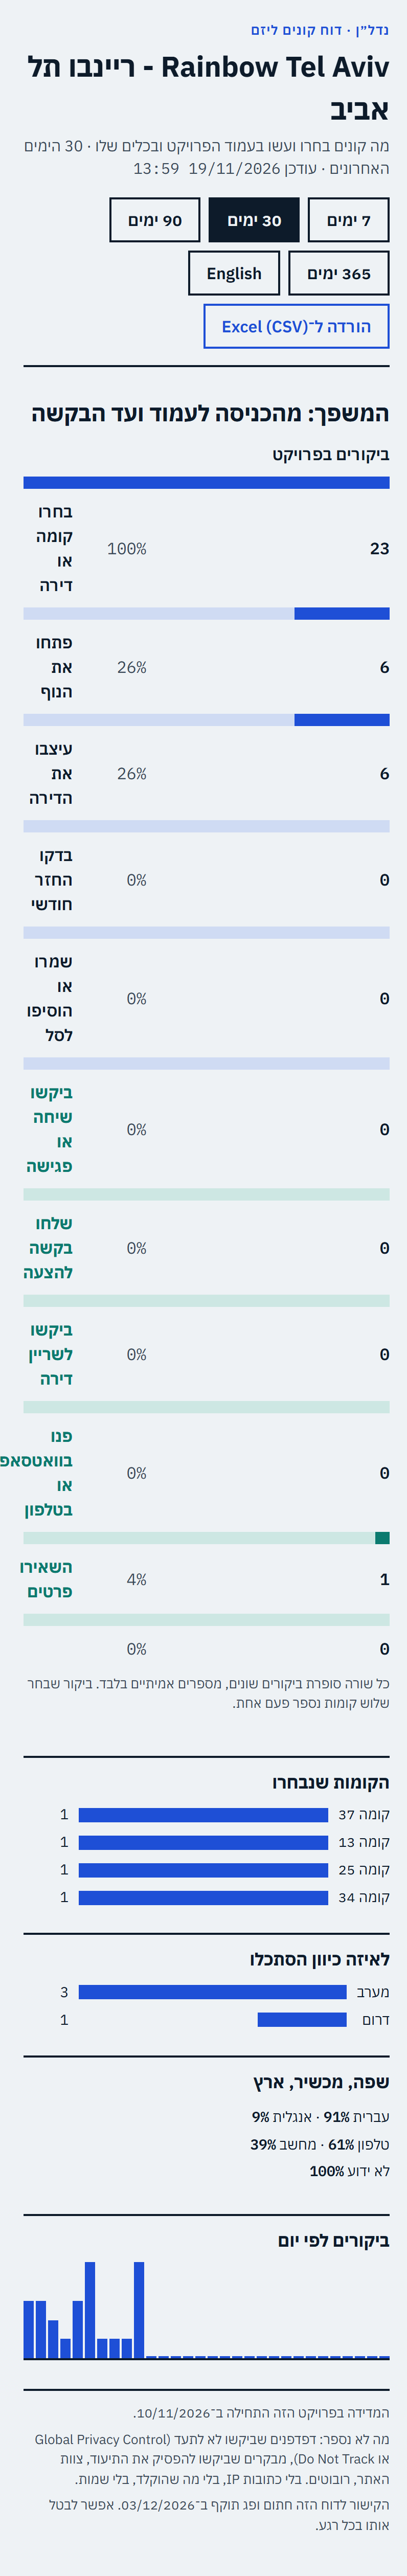 נדל״ן · דוח קונים ליזם
Rainbow Tel Aviv - ריינבו תל
אביב
מה קונים בחרו ועשו בעמוד הפרויקט ובכלים שלו · 30 הימים
האחרונים · עודכן 19/11/2026 13:59
7 ימים
30 ימים
90 ימים
365 ימים
English
הורדה ל־Excel (CSV)
המשפך: מהכניסה לעמוד ועד הבקשה
ביקורים בפרויקט
23 100% בחרו
קומה
או
דירה
6 26% פתחו
את
הנוף
6 26% עיצבו
את
הדירה
0 0% בדקו
החזר
חודשי
0 0% שמרו
או
הוסיפו
לסל
0 0% ביקשו
שיחה
או
פגישה
0 0% שלחו
בקשה
להצעה
0 0% ביקשו
לשריין
דירה
0 0% פנו
בוואטסאפ
או
בטלפון
1 4% השאירו
פרטים
0 0%
כל שורה סופרת ביקורים שונים, מספרים אמיתיים בלבד. ביקור שבחר
שלוש קומות נספר פעם אחת.
הקומות שנבחרו
קומה 37 1
קומה 13 1
קומה 25 1
קומה 34 1
לאיזה כיוון הסתכלו
מערב 3
דרום 1
שפה, מכשיר, ארץ
עברית 91% · אנגלית 9%
טלפון 61% · מחשב 39%
לא ידוע 100%
ביקורים לפי יום
המדידה בפרויקט הזה התחילה ב־10/11/2026.
מה לא נספר: דפדפנים שביקשו לא לתעד (Global Privacy Control
או Do Not Track), מבקרים שביקשו להפסיק את התיעוד, צוות
האתר, רובוטים. בלי כתובות IP, בלי מה שהוקלד, בלי שמות.
הקישור לדוח הזה חתום ופג תוקף ב־03/12/2026. אפשר לבטל
אותו בכל רגע.